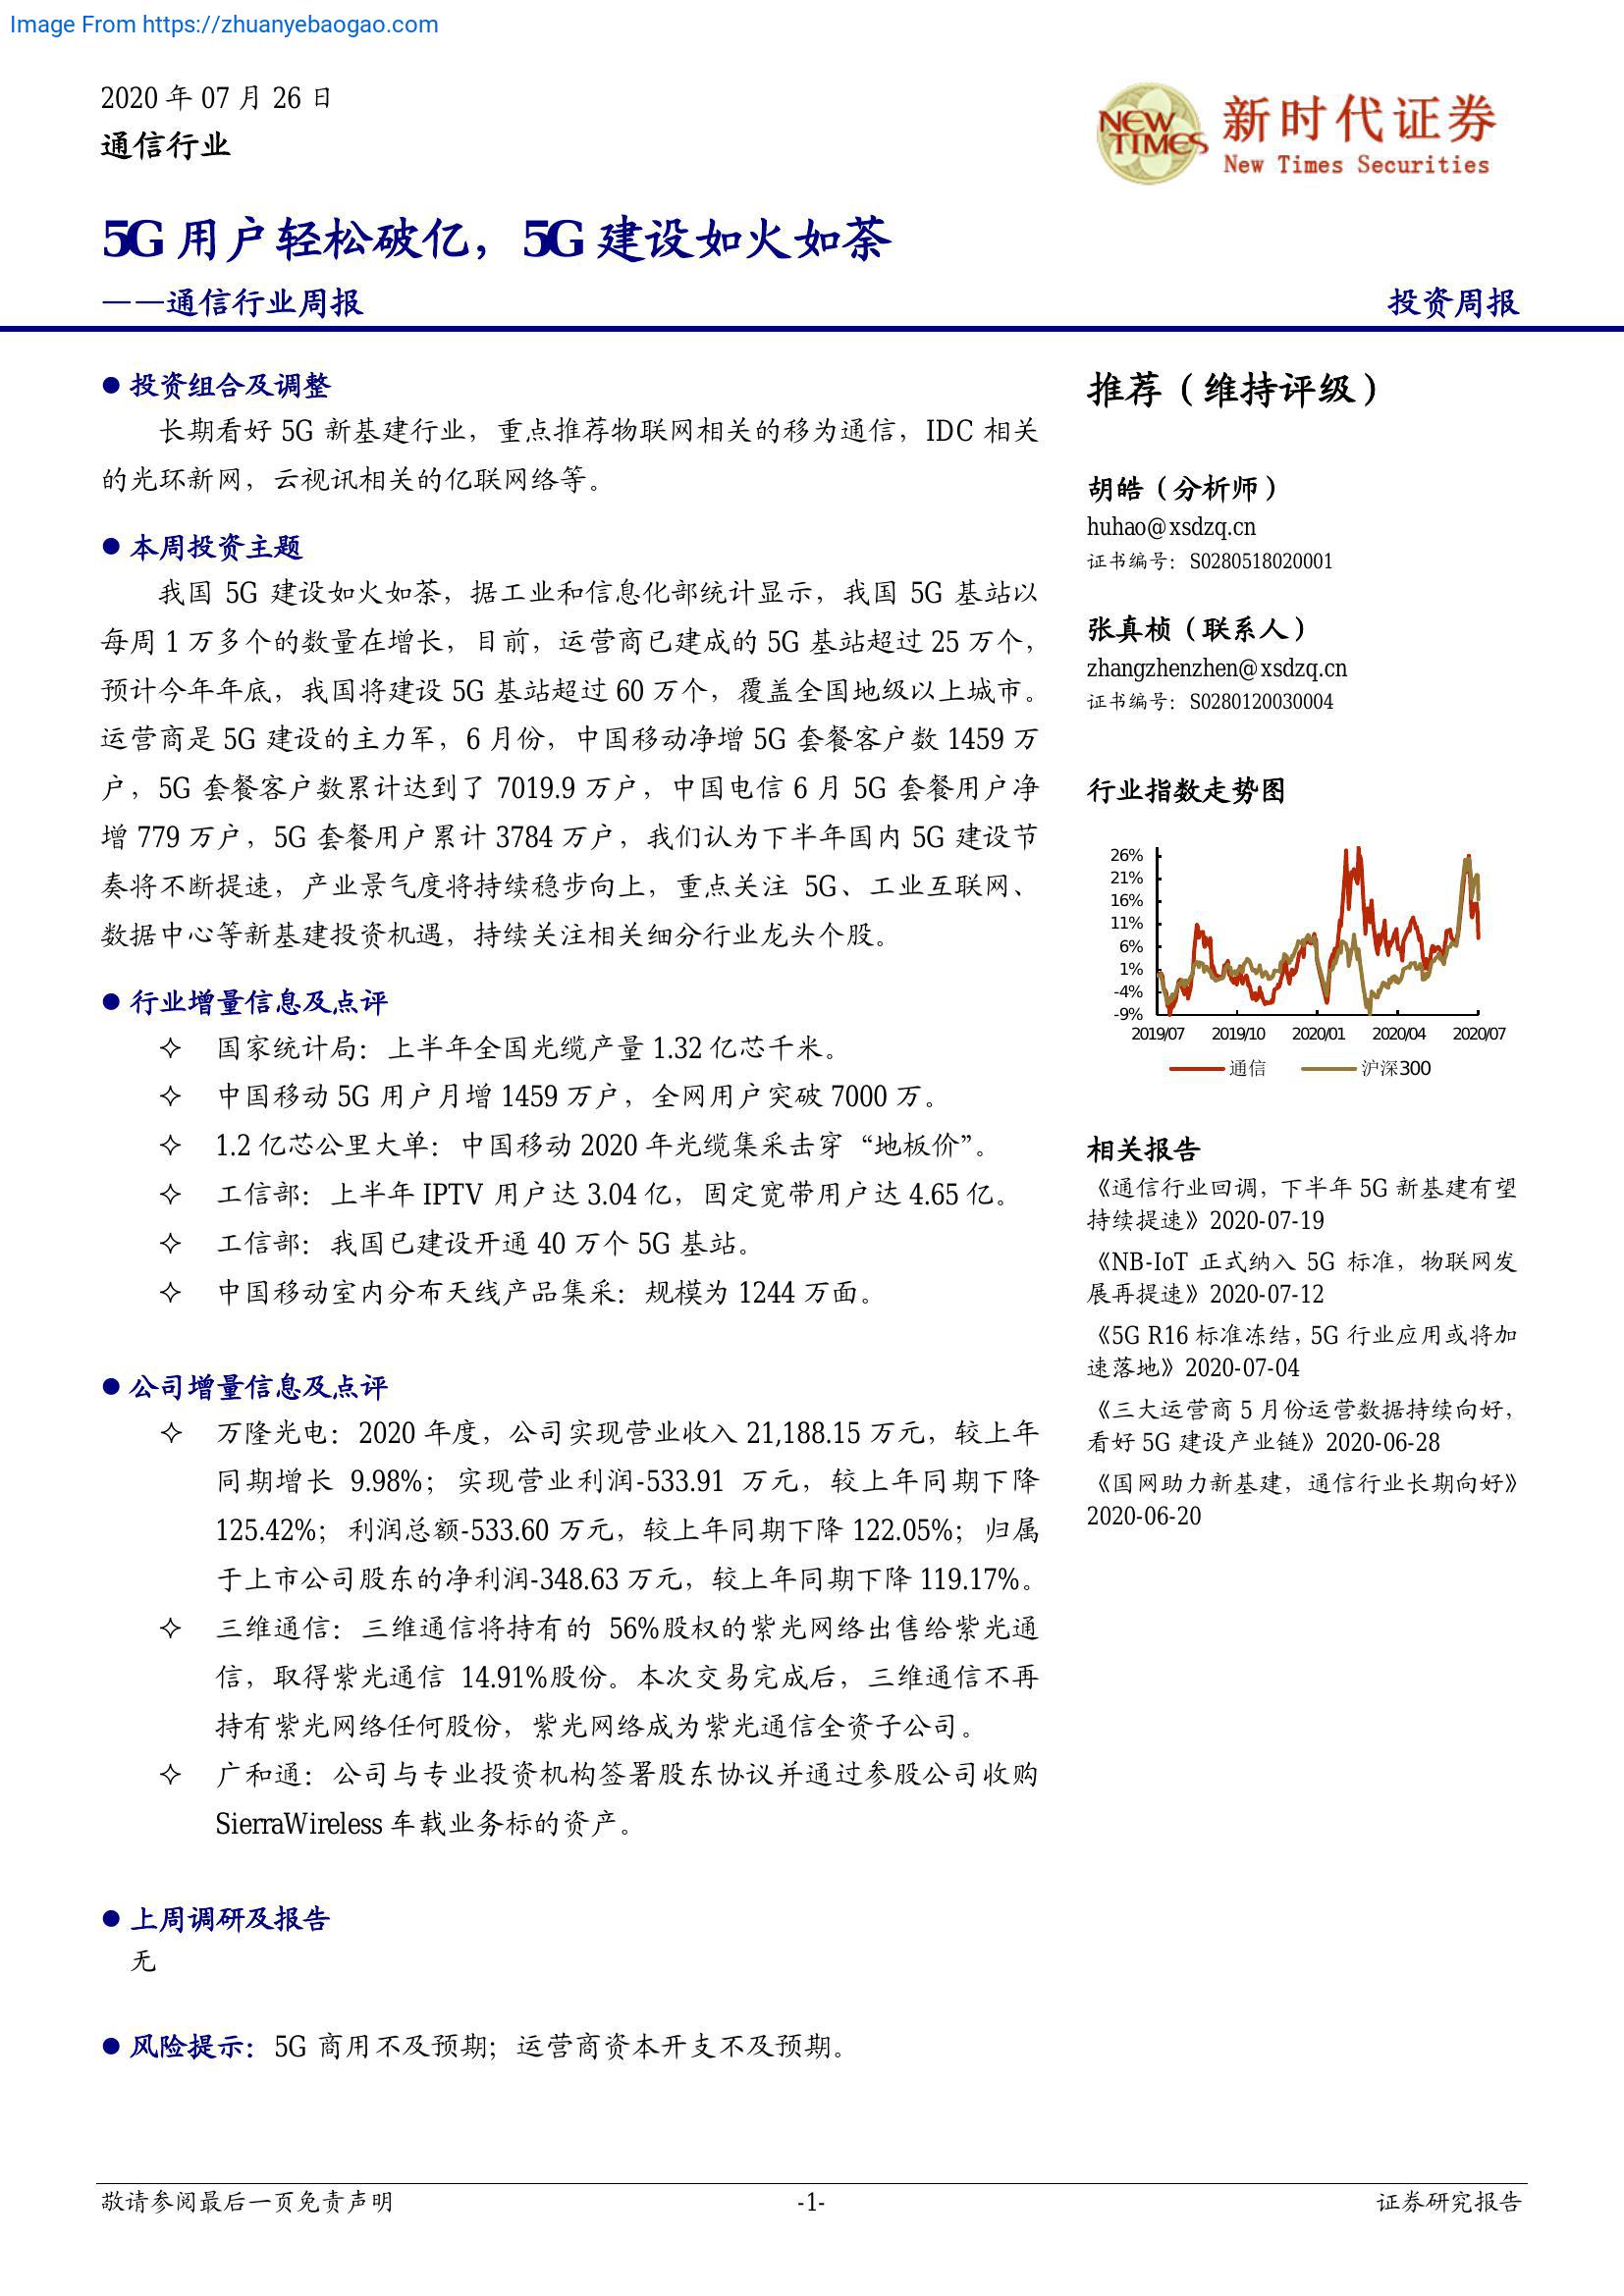 Image From https://zhuanyebaogao.com
2020 年 07 月 26 日
通信行业
NEW TIMES
新时代证券
New Times Securities
5G 用户轻松破亿，5G 建设如火如荼
——通信行业周报
投资周报
● 投资组合及调整
长期看好 5G 新基建行业，重点推荐物联网相关的移为通信，IDC 相关
的光环新网，云视讯相关的亿联网络等。
● 本周投资主题
我国 5G 建设如火如荼，据工业和信息化部统计显示，我国 5G 基站以
每周 1 万多个的数量在增长，目前，运营商已建成的 5G 基站超过 25 万个，
预计今年年底，我国将建设 5G 基站超过 60 万个，覆盖全国地级以上城市。
运营商是 5G 建设的主力军，6 月份，中国移动净增 5G 套餐客户数 1459 万
户，5G 套餐客户数累计达到了 7019.9 万户，中国电信 6 月 5G 套餐用户净
增 779 万户，5G 套餐用户累计 3784 万户，我们认为下半年国内 5G 建设节
奏将不断提速，产业景气度将持续稳步向上，重点关注 5G、工业互联网、
数据中心等新基建投资机遇，持续关注相关细分行业龙头个股。
● 行业增量信息及点评
✧ 国家统计局：上半年全国光缆产量 1.32 亿芯千米。
✧ 中国移动 5G 用户月增 1459 万户，全网用户突破 7000 万。
✧ 1.2 亿芯公里大单：中国移动 2020 年光缆集采击穿“地板价”。
✧ 工信部：上半年 IPTV 用户达 3.04 亿，固定宽带用户达 4.65 亿。
✧ 工信部：我国已建设开通 40 万个 5G 基站。
✧ 中国移动室内分布天线产品集采：规模为 1244 万面。
● 公司增量信息及点评
✧ 万隆光电：2020 年度，公司实现营业收入 21,188.15 万元，较上年
同期增长 9.98%；实现营业利润-533.91 万元，较上年同期下降
125.42%；利润总额-533.60 万元，较上年同期下降 122.05%；归属
于上市公司股东的净利润-348.63 万元，较上年同期下降 119.17%。
✧ 三维通信：三维通信将持有的 56%股权的紫光网络出售给紫光通
信，取得紫光通信 14.91%股份。本次交易完成后，三维通信不再
持有紫光网络任何股份，紫光网络成为紫光通信全资子公司。
✧ 广和通：公司与专业投资机构签署股东协议并通过参股公司收购
SierraWireless 车载业务标的资产。
● 上周调研及报告
无
● 风险提示：5G 商用不及预期；运营商资本开支不及预期。
推荐（维持评级）
胡皓（分析师）
huhao@xsdzq.cn
证书编号：S0280518020001
张真桢（联系人）
zhangzhenzhen@xsdzq.cn
证书编号：S0280120030004
行业指数走势图
26%
21%
16%
11%
6%
1%
-4%
-9%
2019/07 2019/10 2020/01 2020/04 2020/07
通信 沪深300
相关报告
《通信行业回调，下半年 5G 新基建有望
持续提速》2020-07-19
《NB-IoT 正式纳入 5G 标准，物联网发
展再提速》2020-07-12
《5G R16 标准冻结，5G 行业应用或将加
速落地》2020-07-04
《三大运营商 5 月份运营数据持续向好，
看好 5G 建设产业链》2020-06-28
《国网助力新基建，通信行业长期向好》
2020-06-20
敬请参阅最后一页免责声明 -1- 证券研究报告